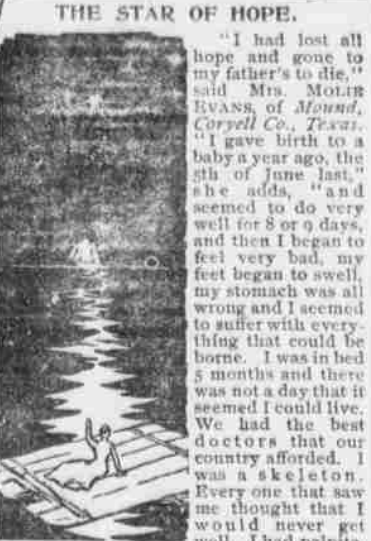 THE STAR OF HOPE.
"I had lost all
hope and gone to
my father's to die,"
said Mrs. MOLIE
EVANS, of Mound,
Coryell Co., Texas.
"I gave birth to a
baby a year ago, the
5th of June last,"
she adds, "and
seemed to do very
well for 8 or 9 days,
and then I began to
feel very bad, my
feet began to swell,
my stomach was all
wrong and I seemed
to suffer with every-
thing that could be
borne. I was in bed
5 months and there
was not a day that it
seemed I could live.
We had the best
doctors that our
country afforded. I
was a skeleton.
Every one that saw
me thought that I
would never get
well. I had